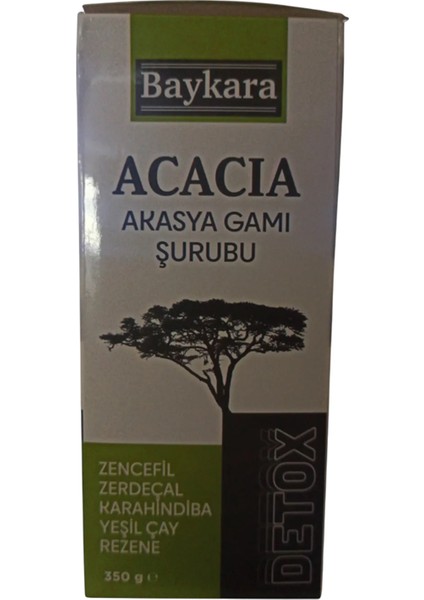 Baykara
ACACIA
AKASYA GAMI
ŞURUBU
ZENCEFİL
ZERDEÇAL
KARAHİNDİBA
YEŞİL ÇAY
REZENE
350 g ℮
DETOX